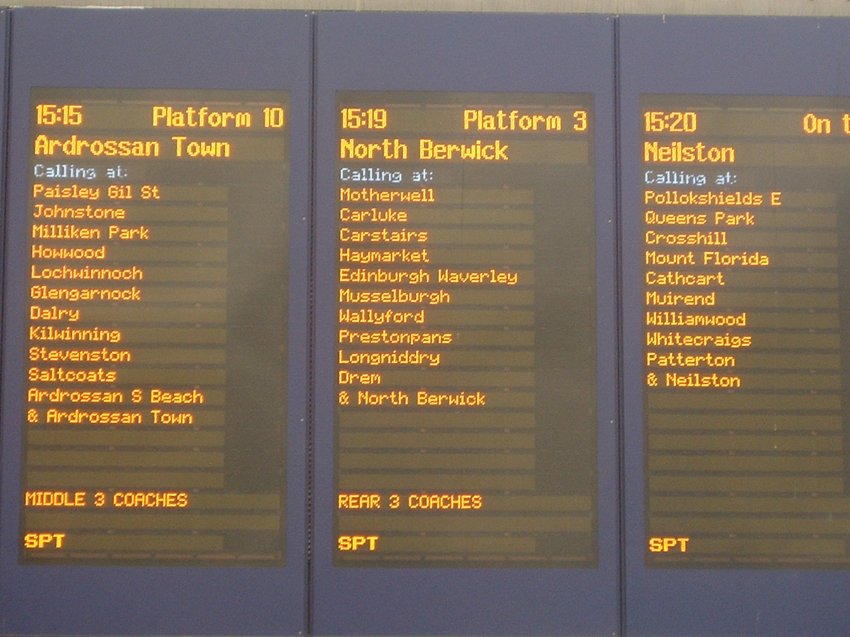 15:15 Platform 10
Ardrossan Town
Calling at:
Paisley Gil St
Johnstone
Milliken Park
Howwood
Lochwinnoch
Glengarnock
Dalry
Kilwinning
Stevenston
Saltcoats
Ardrossan S Beach
& Ardrossan Town
MIDDLE 3 COACHES
SPT
15:19 Platform 3
North Berwick
Calling at:
Motherwell
Carluke
Carstairs
Haymarket
Edinburgh Waverley
Musselburgh
Wallyford
Prestonpans
Longniddry
Drem
& North Berwick
REAR 3 COACHES
SPT
15:20 On t
Neilston
Calling at:
Pollokshields E
Queens Park
Crosshill
Mount Florida
Cathcart
Muirend
Williamwood
Whitecraigs
Patterton
& Neilston
SPT